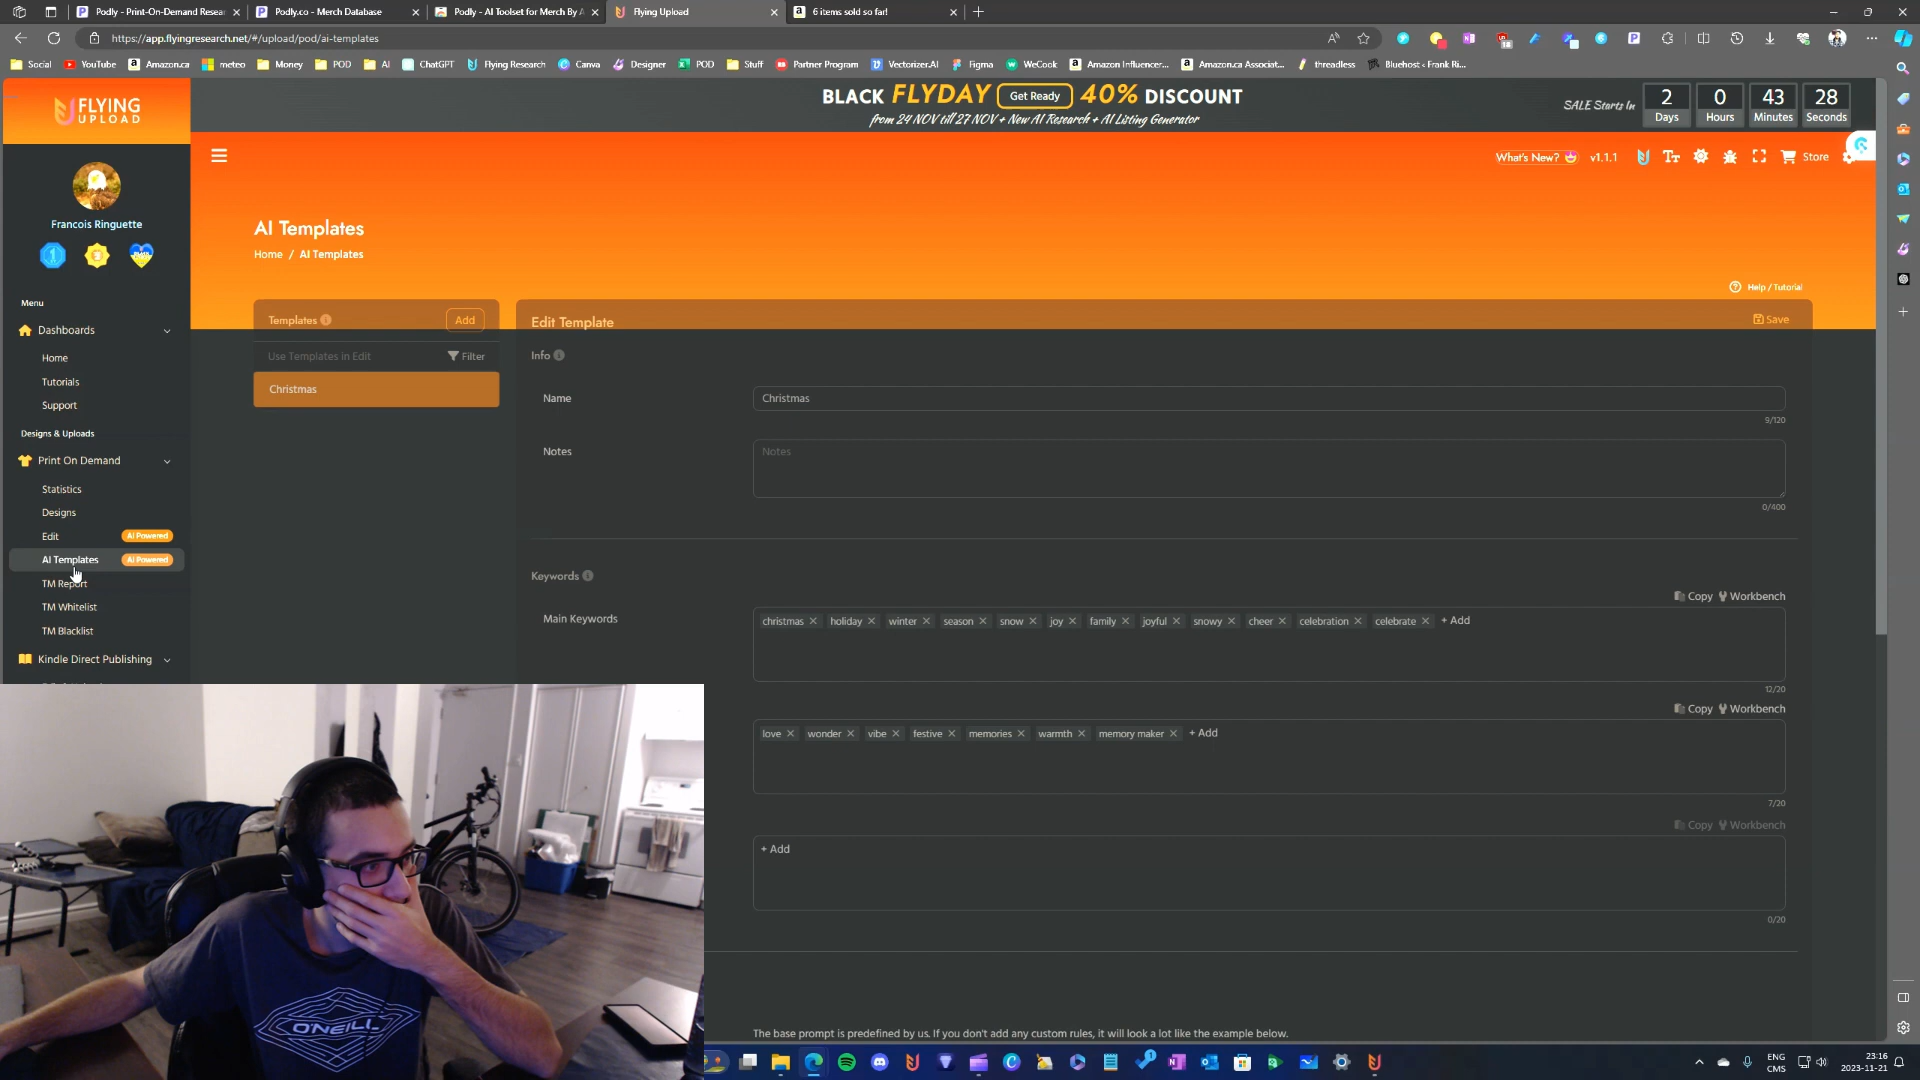 Podly - Print-On-Demand Resea
Podly.co - Merch Database
Podly - AI Toolset for Merch By A
Flying Upload
6 items sold so far!
https://app.flyingresearch.net/#/upload/pod/ai-templates
Social
YouTube
Amazon.ca
meteo
Money
POD
AI
ChatGPT
Flying Research
Canva
Designer
POD
Stuff
Partner Program
Vectorizer.AI
Figma
WeCook
Amazon Influencer...
Amazon.ca Associat...
threadless
Bluehost ‹ Frank Ri...
FLYING
UPLOAD
BLACK FLYDAY Get Ready 40% DISCOUNT
from 24 NOV till 27 NOV + New AI Research + AI Listing Generator
SALE Starts In
2 Days
0 Hours
43 Minutes
28 Seconds
What's New? v1.1.1
Store
Francois Ringuette
AI Templates
Home / AI Templates
Help / Tutorial
Menu
Dashboards
Home
Tutorials
Support
Designs & Uploads
Print On Demand
Statistics
Designs
Edit AI Powered
AI Templates AI Powered
TM Report
TM Whitelist
TM Blacklist
Kindle Direct Publishing
Templates
Add
Use Templates in Edit
Filter
Christmas
Edit Template
Save
Info
Name
Christmas
9/120
Notes
Notes
0/400
Keywords
Copy Workbench
Main Keywords
christmas holiday winter season snow joy family joyful snowy cheer celebration celebrate + Add
12/20
Copy Workbench
love wonder vibe festive memories warmth memory maker + Add
7/20
Copy Workbench
+ Add
0/20
The base prompt is predefined by us. If you don't add any custom rules, it will look a lot like the example below.
O'NEILL
ENG
CMS
23:16
2023-11-21